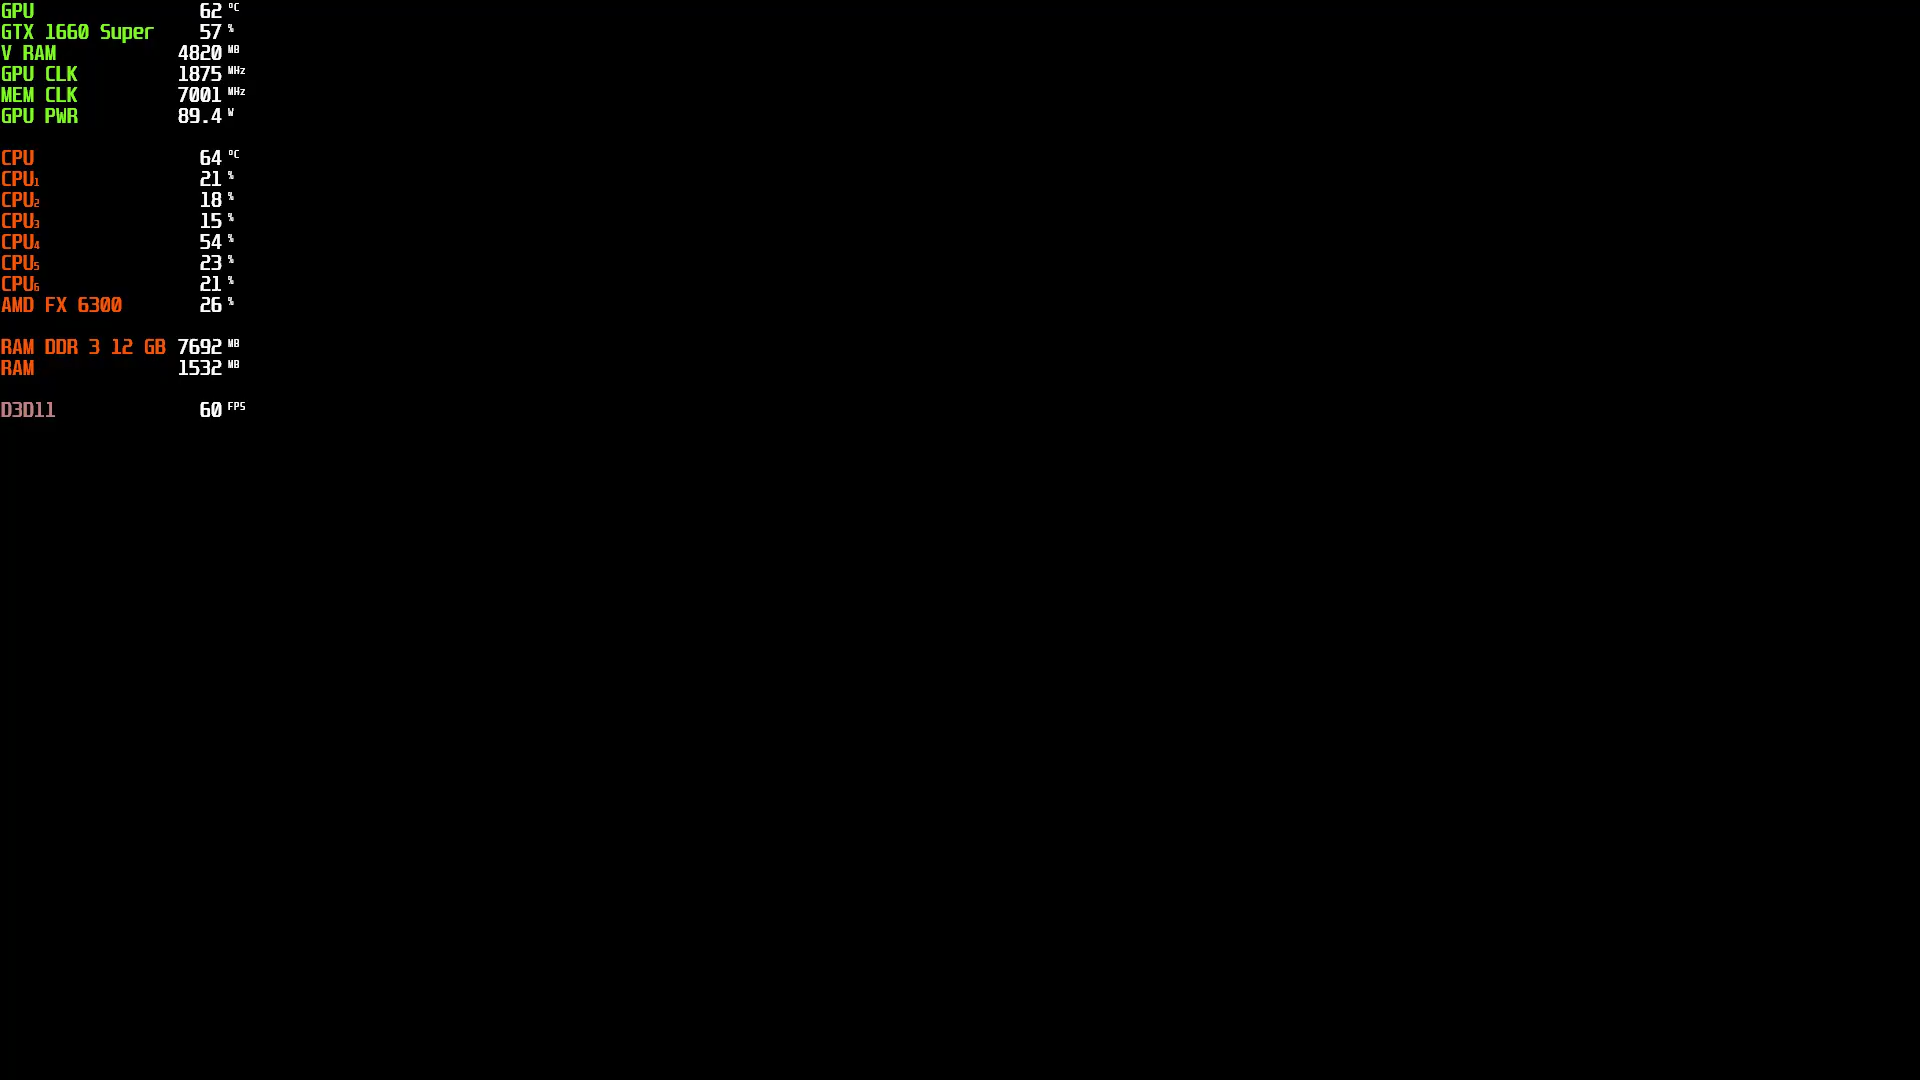 GPU 62 °C
GTX 1660 Super 57 %
V RAM 4820 MB
GPU CLK 1875 MHz
MEM CLK 7001 MHz
GPU PWR 89.4 W
CPU 64 °C
CPU1 21 %
CPU2 18 %
CPU3 15 %
CPU4 54 %
CPU5 23 %
CPU6 21 %
AMD FX 6300 26 %
RAM DDR 3 12 GB 7692 MB
RAM 1532 MB
D3D11 60 FPS